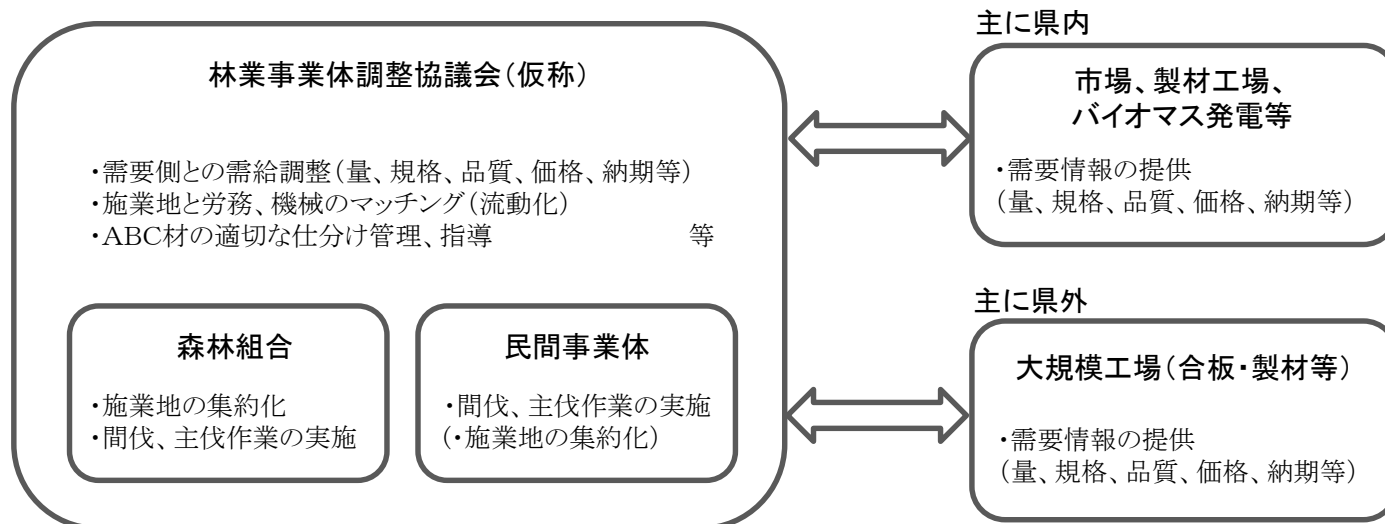 林業事業体調整協議会（仮称）
・需要側との需給調整（量、規格、品質、価格、納期等）
・施業地と労務、機械のマッチング（流動化）
・ABC材の適切な仕分け管理、指導　　　　　　　　　等
森林組合
・施業地の集約化
・間伐、主伐作業の実施
民間事業体
・間伐、主伐作業の実施
（・施業地の集約化）
主に県内
市場、製材工場、
バイオマス発電等
・需要情報の提供
（量、規格、品質、価格、納期等）
主に県外
大規模工場（合板・製材等）
・需要情報の提供
（量、規格、品質、価格、納期等）